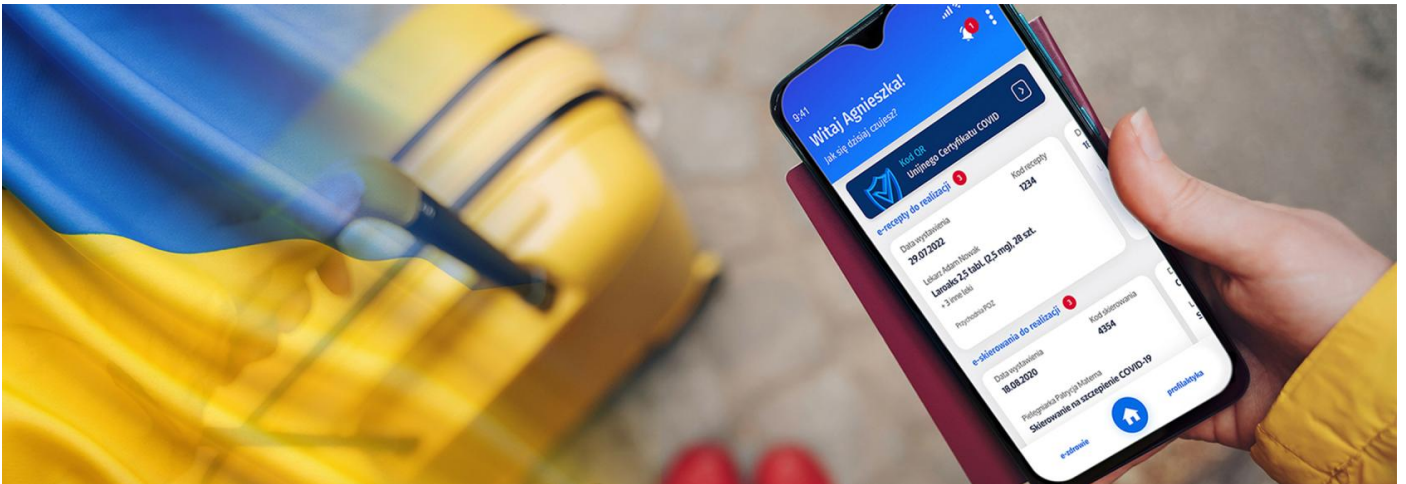 9:41
1
Witaj Agnieszka!
Jak się dzisiaj czujesz?
Kod QR
Unijnego Certyfikatu COVID
e-recepty do realizacji 3
Data wystawienia
Kod recepty
29.07.2022
1234
Lekarz Adam Nowak
Laroaks 2,5 tabl. (2,5 mg), 28 szt.
+ 3 inne leki
Przychodnia POZ
e-skierowania do realizacji 3
Data wystawienia
Kod skierowania
18.08.2020
4354
Pielęgniarka Patrycja Materna
Skierowanie na szczepienie COVID-19
e-zdrowie
profilaktyka